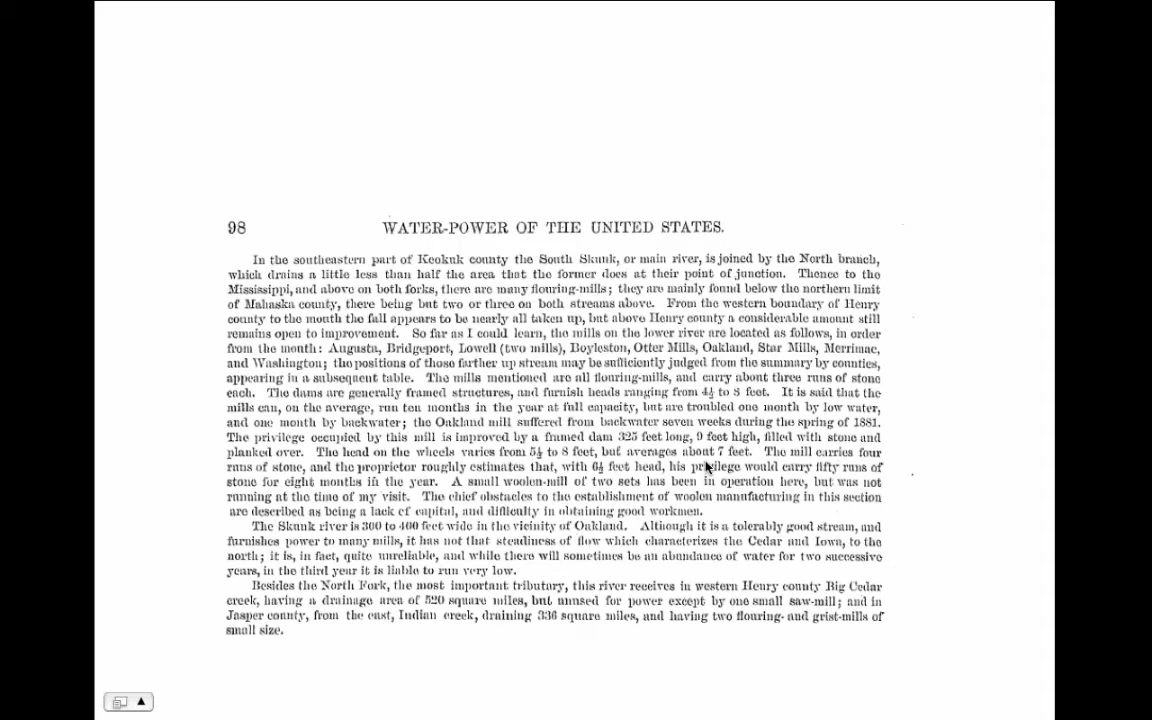 98 WATER-POWER OF THE UNITED STATES.
In the southeastern part of Keokuk county the South Skunk, or main river, is joined by the North branch,
which drains a little less than half the area that the former does at their point of junction. Thence to the
Mississippi, and above on both forks, there are many flouring-mills; they are mainly found below the northern limit
of Mahaska county, there being but two or three on both streams above. From the western boundary of Henry
county to the mouth the fall appears to be nearly all taken up, but above Henry county a considerable amount still
remains open to improvement. So far as I could learn, the mills on the lower river are located as follows, in order
from the mouth: Augusta, Bridgeport, Lowell (two mills), Boyleston, Otter Mills, Oakland, Star Mills, Merrimac,
and Washington; the positions of those farther up stream may be sufficiently judged from the summary by counties,
appearing in a subsequent table. The mills mentioned are all flouring-mills, and carry about three runs of stone
each. The dams are generally framed structures, and furnish heads ranging from 4½ to 8 feet. It is said that the
mills can, on the average, run ten months in the year at full capacity, but are troubled one month by low water,
and one month by backwater; the Oakland mill suffered from backwater seven weeks during the spring of 1881.
The privilege occupied by this mill is improved by a framed dam 325 feet long, 9 feet high, filled with stone and
planked over. The head on the wheels varies from 5½ to 8 feet, but averages about 7 feet. The mill carries four
runs of stone, and the proprietor roughly estimates that, with 6½ feet head, his privilege would carry fifty runs of
stone for eight months in the year. A small woolen-mill of two sets has been in operation here, but was not
running at the time of my visit. The chief obstacles to the establishment of woolen manufacturing in this section
are described as being a lack of capital, and difficulty in obtaining good workmen.
The Skunk river is 300 to 400 feet wide in the vicinity of Oakland. Although it is a tolerably good stream, and
furnishes power to many mills, it has not that steadiness of flow which characterizes the Cedar and Iowa, to the
north; it is, in fact, quite unreliable, and while there will sometimes be an abundance of water for two successive
years, in the third year it is liable to run very low.
Besides the North Fork, the most important tributary, this river receives in western Henry county Big Cedar
creek, having a drainage area of 520 square miles, but unused for power except by one small saw-mill; and in
Jasper county, from the east, Indian creek, draining 336 square miles, and having two flouring- and grist-mills of
small size.